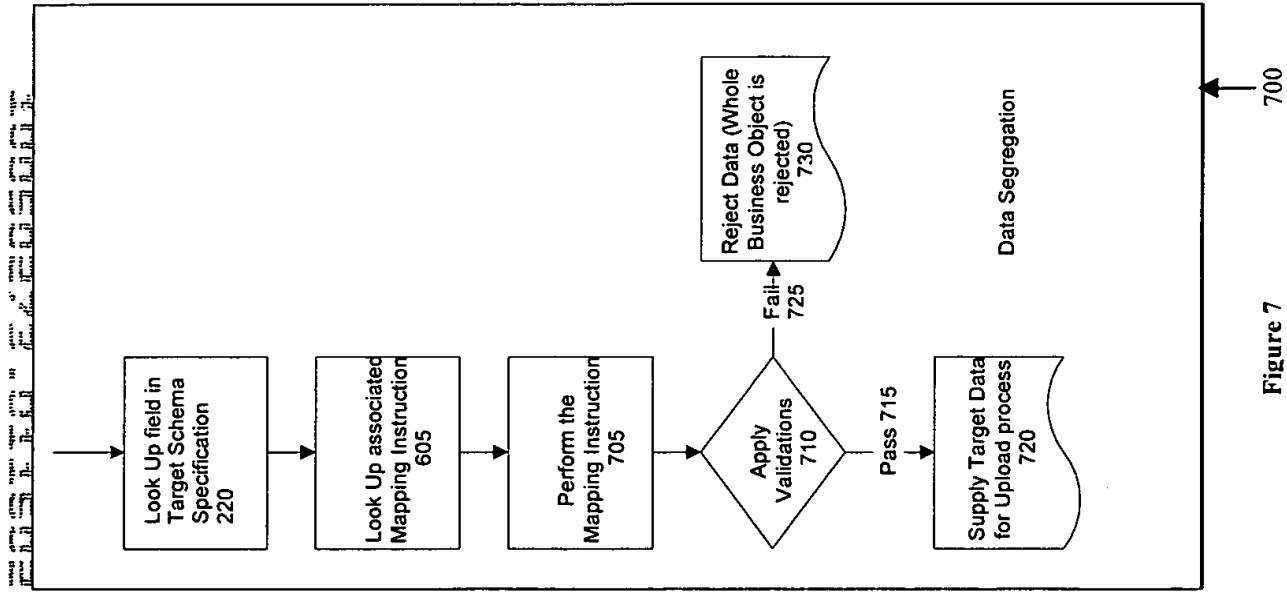 Look Up field in
Target Schema
Specification
220
Look Up associated
Mapping Instruction
605
Perform the
Mapping Instruction
705
Apply
Validations
710
Fail
725
Reject Data (Whole
Business Object is
rejected)
730
Pass 715
Supply Target Data
for Upload process
720
Data Segregation
700
Figure 7